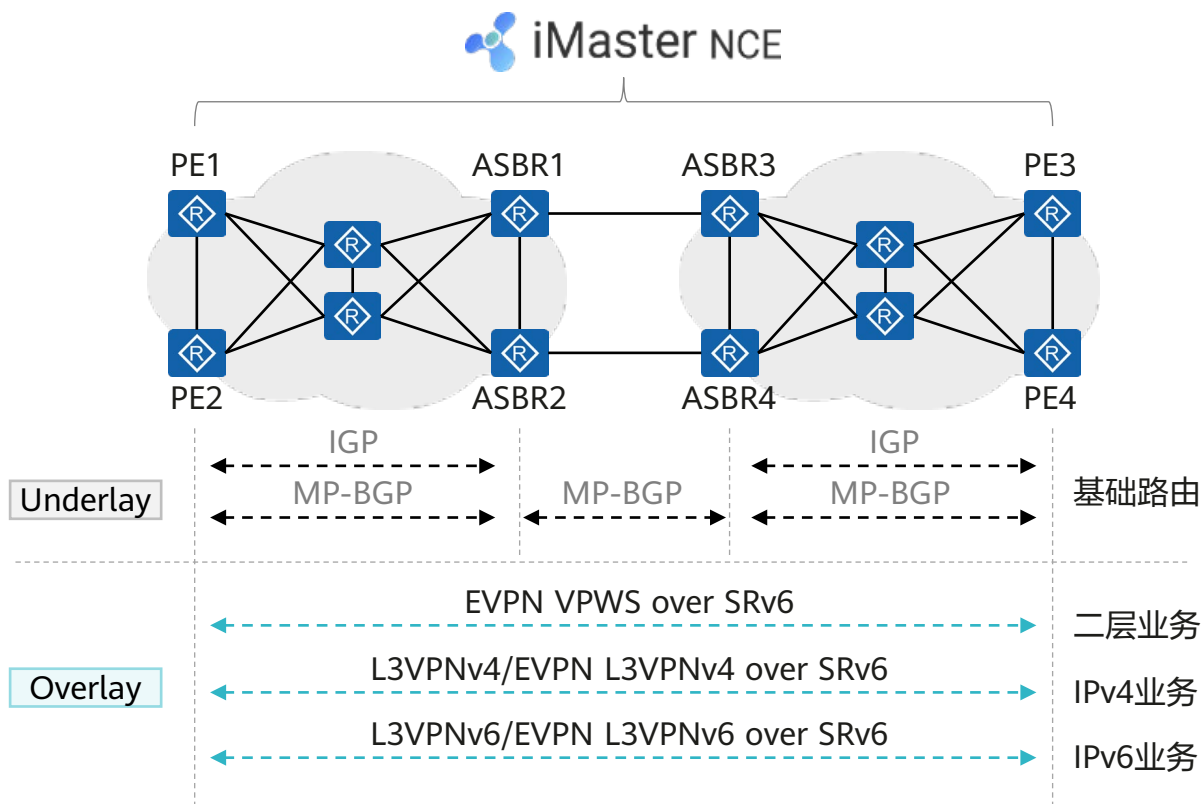 iMaster NCE
PE1
ASBR1
ASBR3
PE3
R
R
R
R
R
R
R
R
R
R
R
R
PE2
ASBR2
ASBR4
PE4
IGP
IGP
Underlay
MP-BGP
MP-BGP
MP-BGP
基础路由
EVPN VPWS over SRv6
二层业务
Overlay
L3VPNv4/EVPN L3VPNv4 over SRv6
IPv4业务
L3VPNv6/EVPN L3VPNv6 over SRv6
IPv6业务